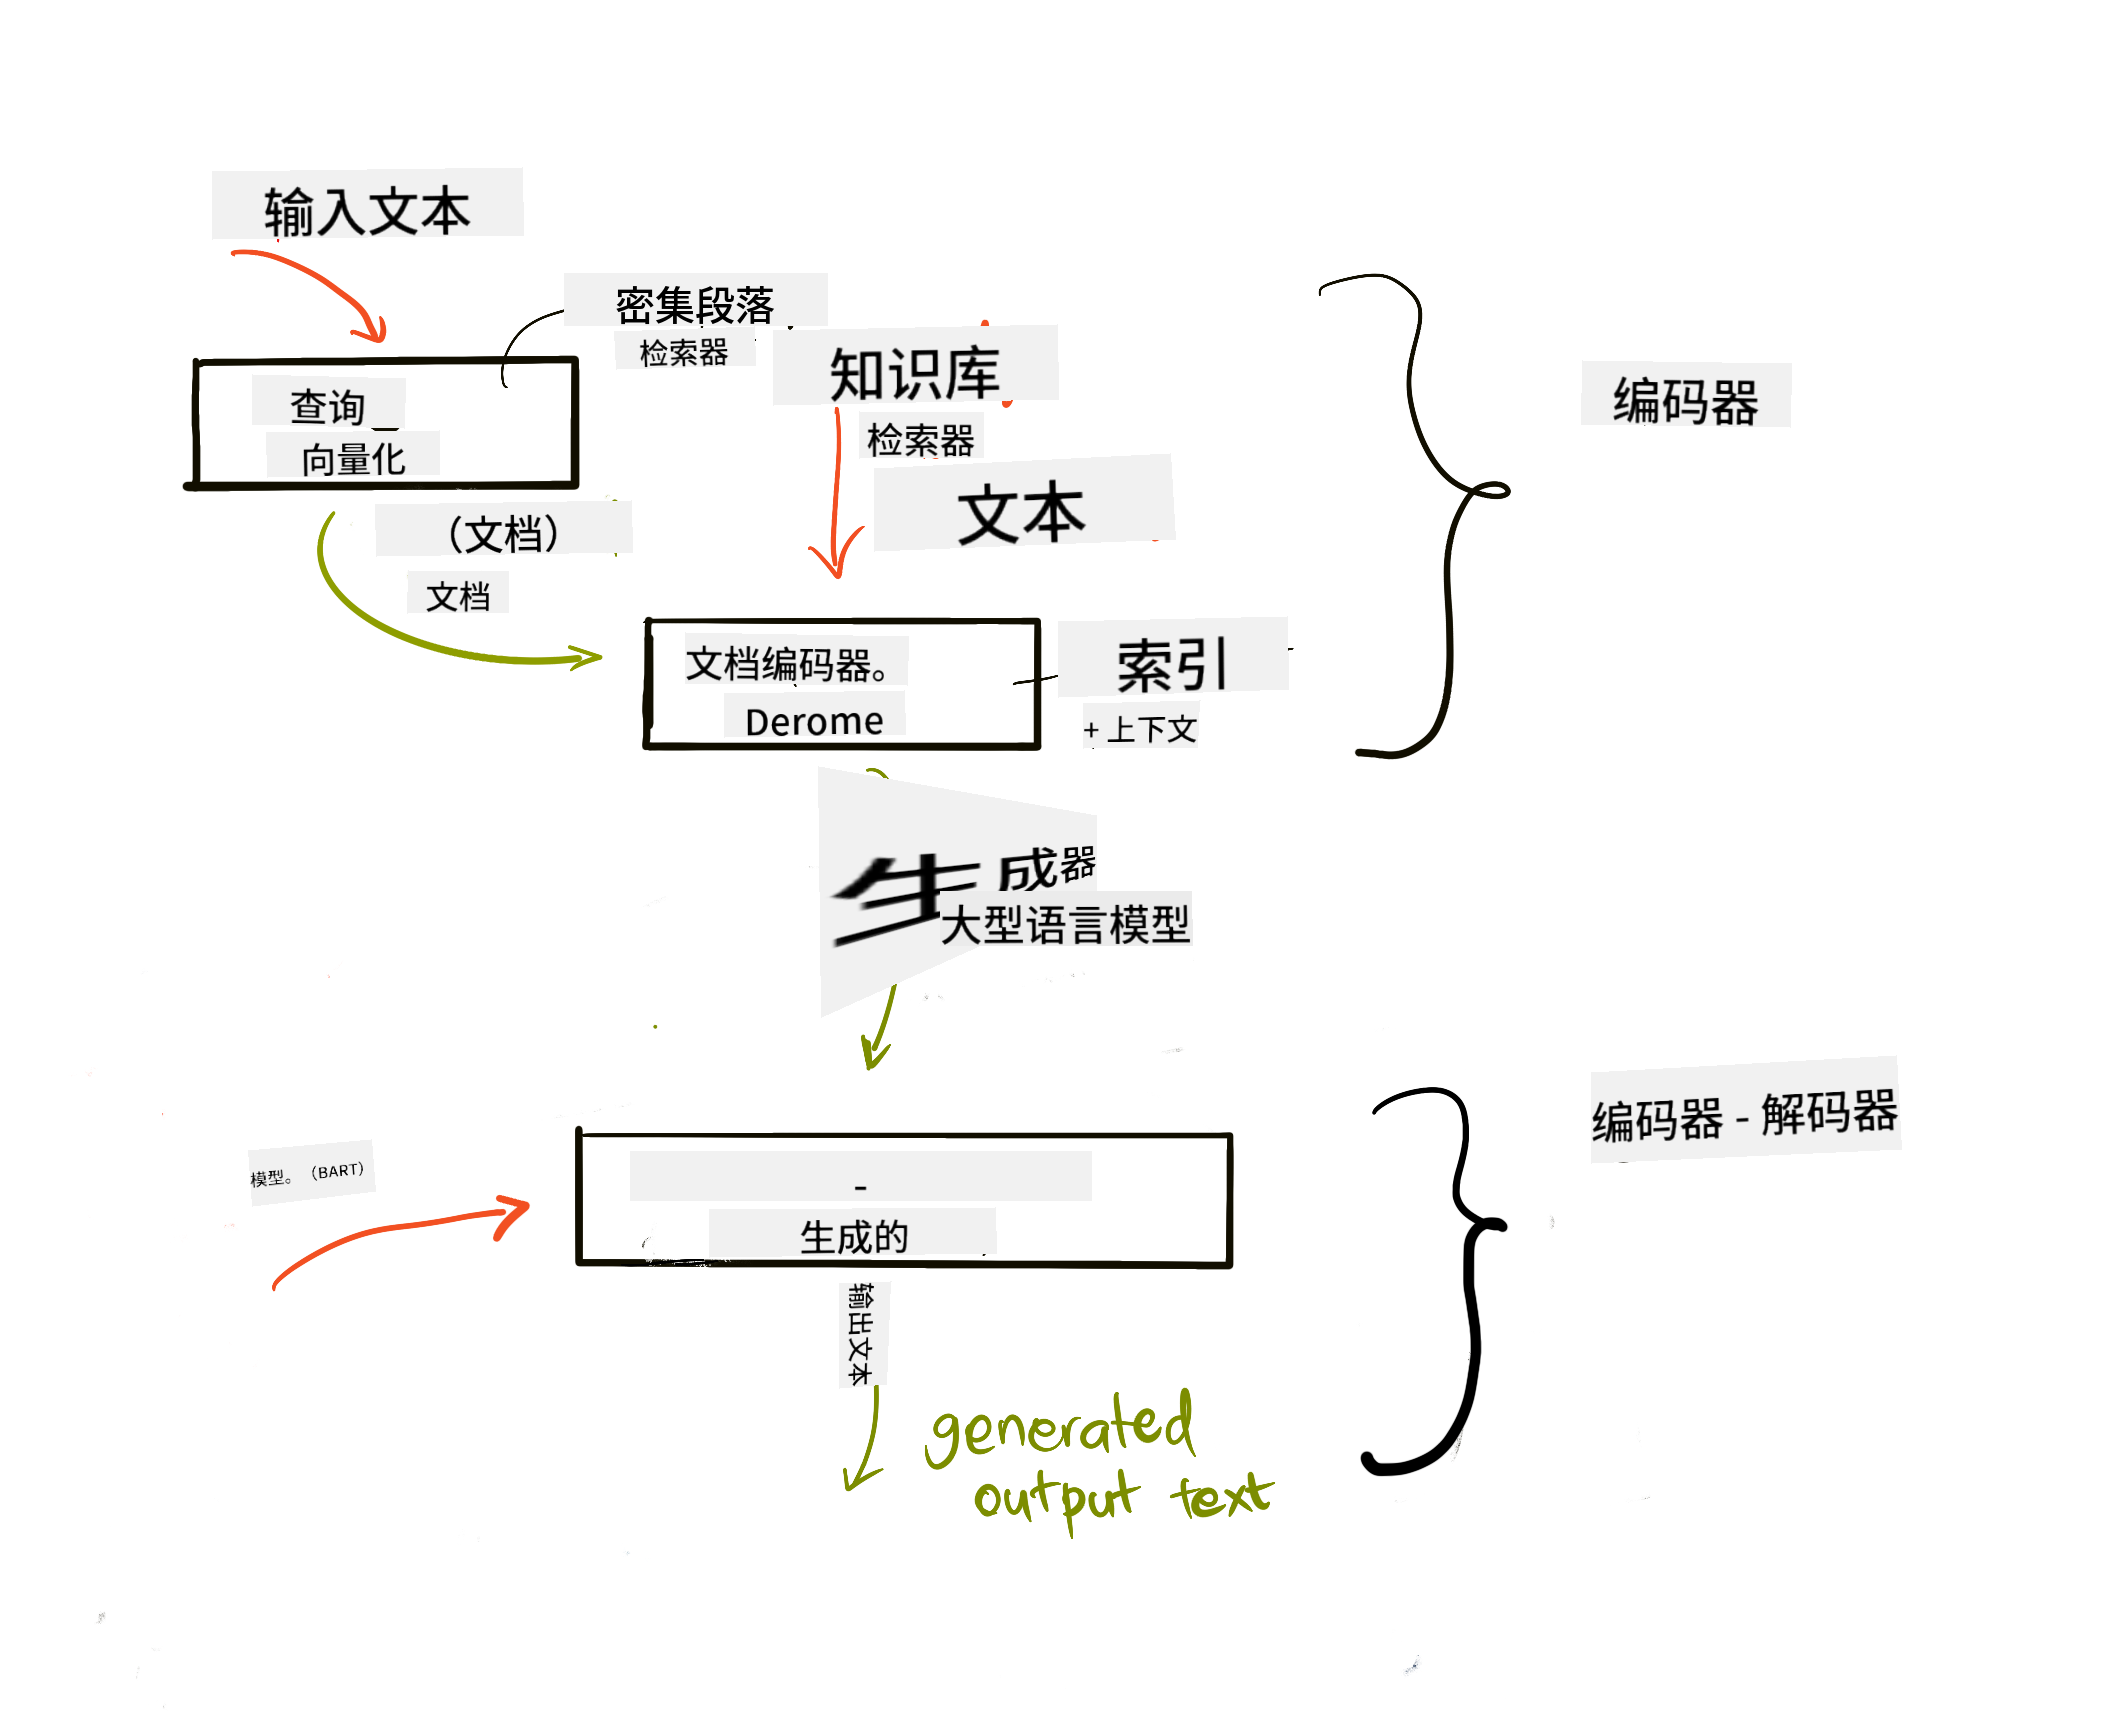 输入文本
密集段落
检索器
知识库
检索器
文本
查询
向量化
（文档）
文档
编码器
文档编码器。
Derome
索引
+ 上下文
生成器
大型语言模型
编码器 - 解码器
模型。（BART）
-
生成的
输出文本
generated
output text